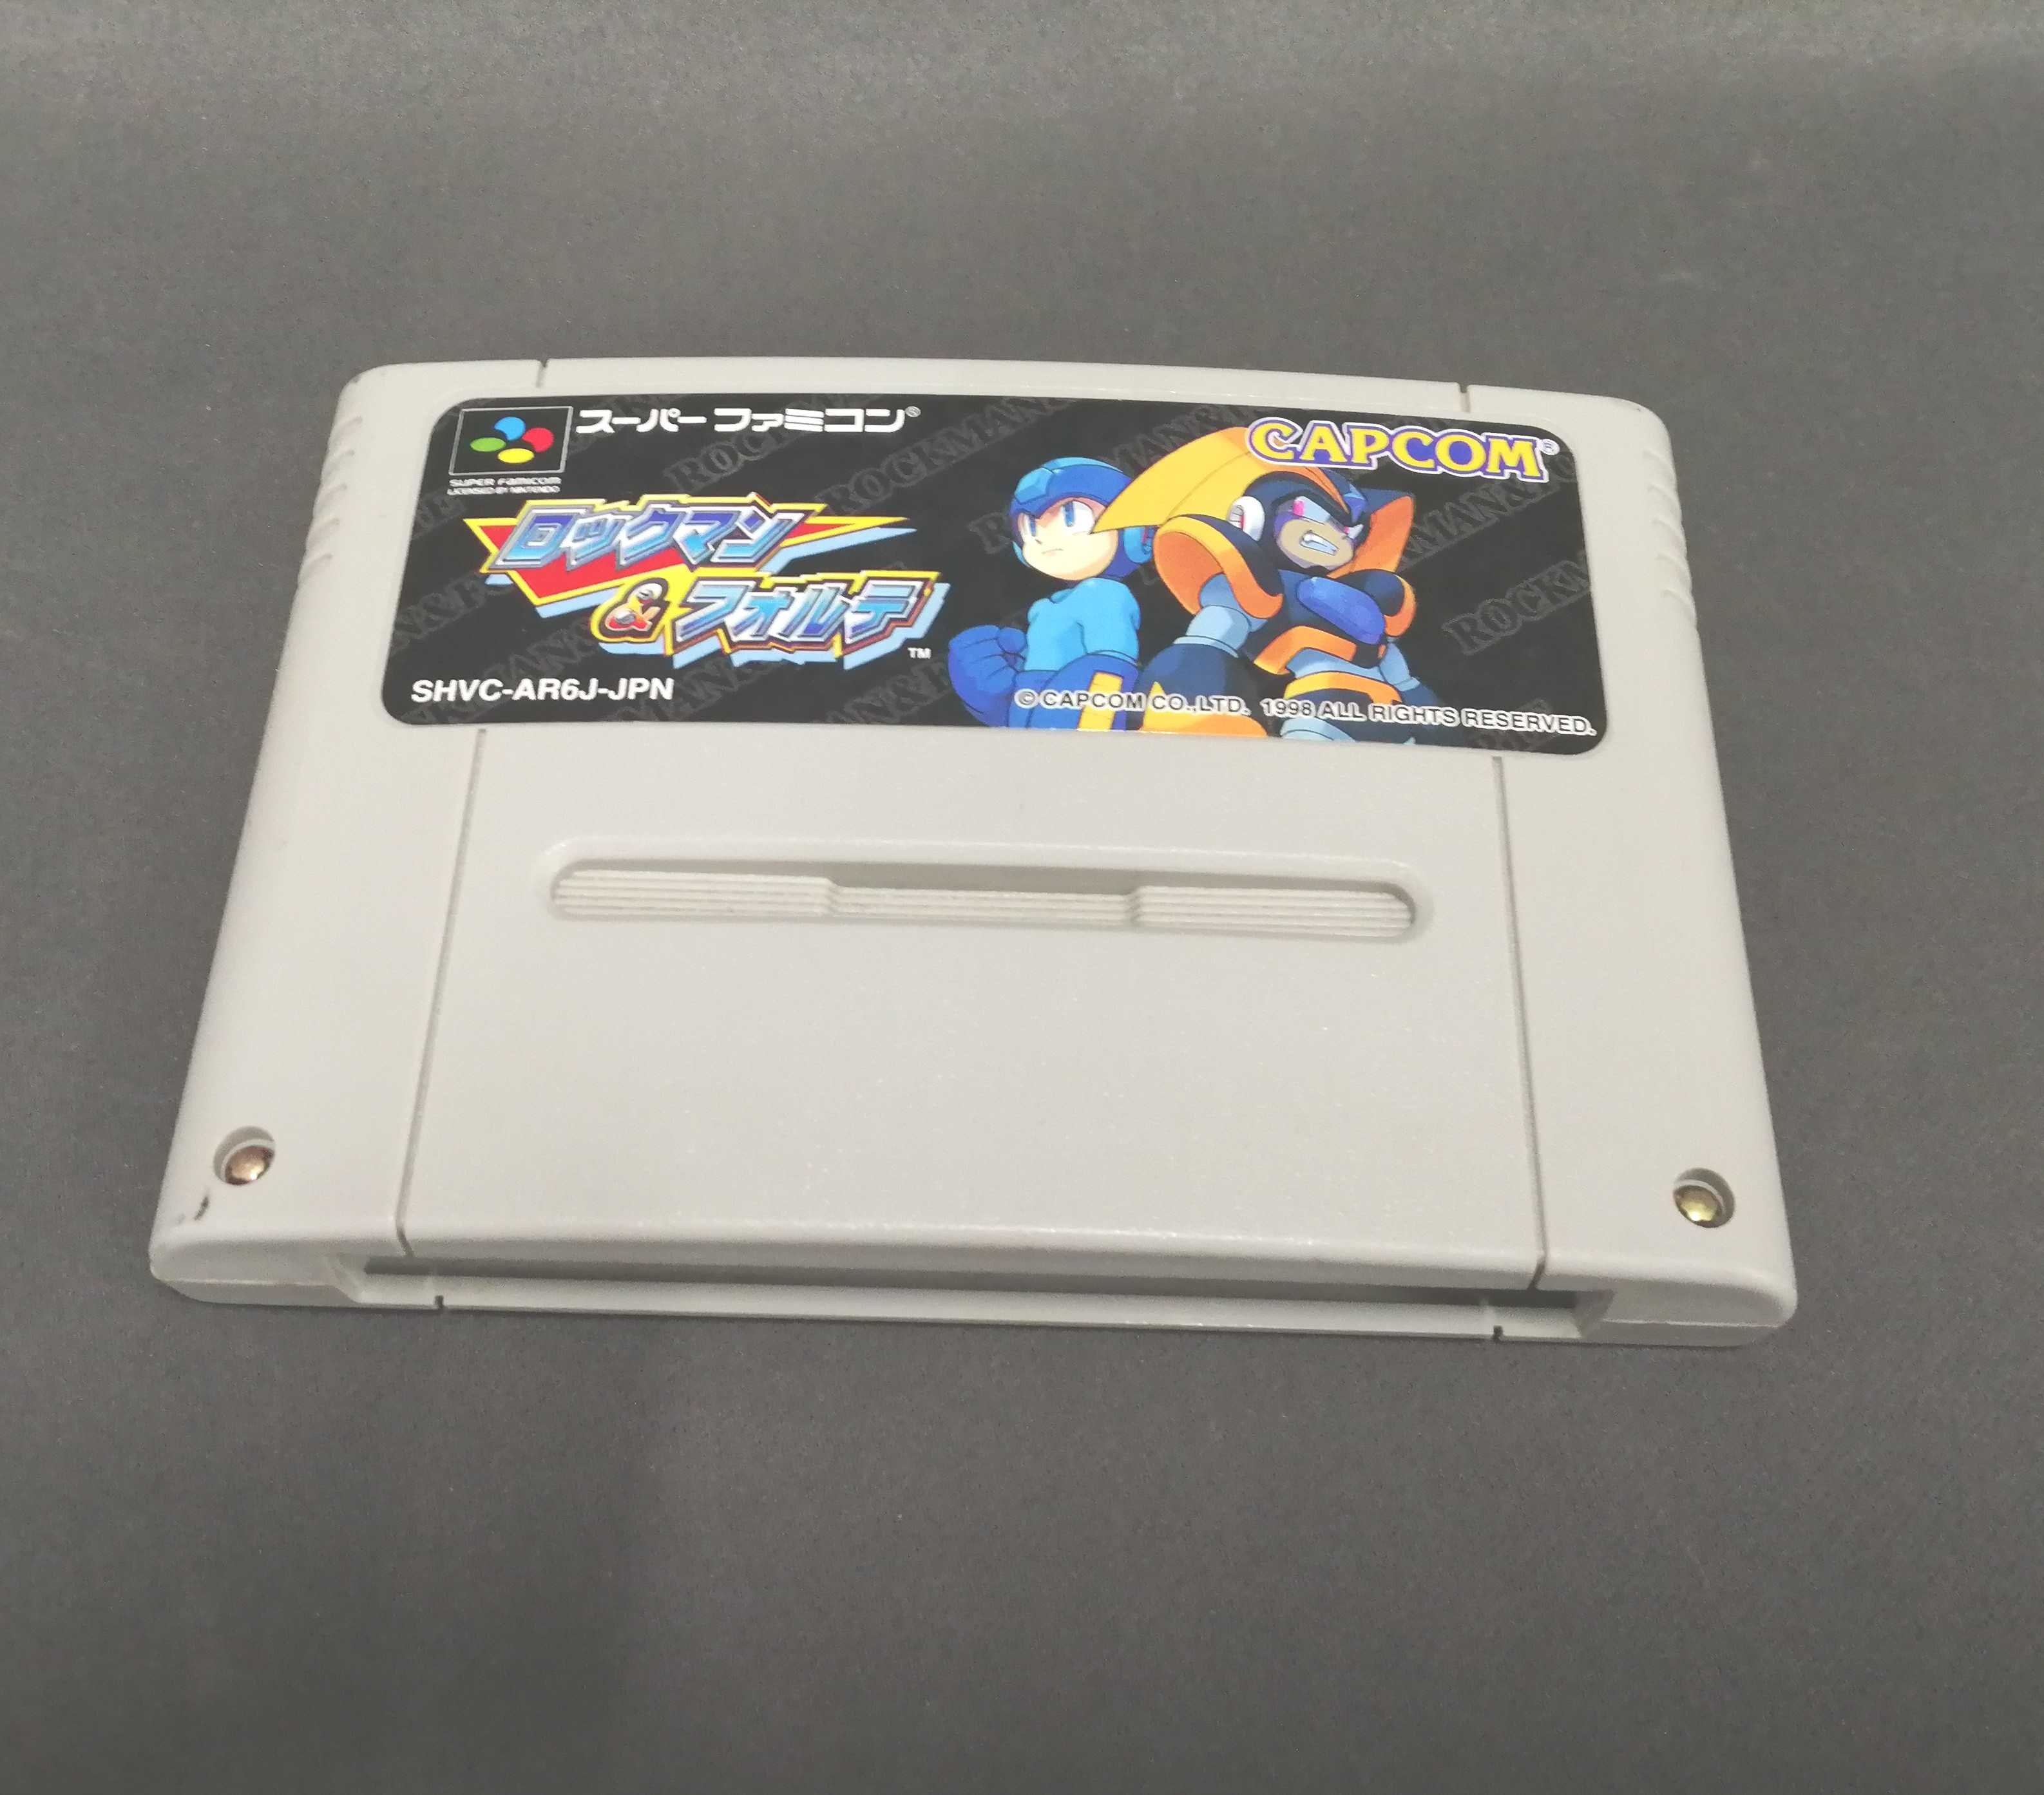 スーパーファミコン®
CAPCOM®
SUPER FAMICOM
LICENSED BY NINTENDO
ロックマン
&フォルテ
TM
SHVC-AR6J-JPN
© CAPCOM CO.,LTD. 1998 ALL RIGHTS RESERVED.